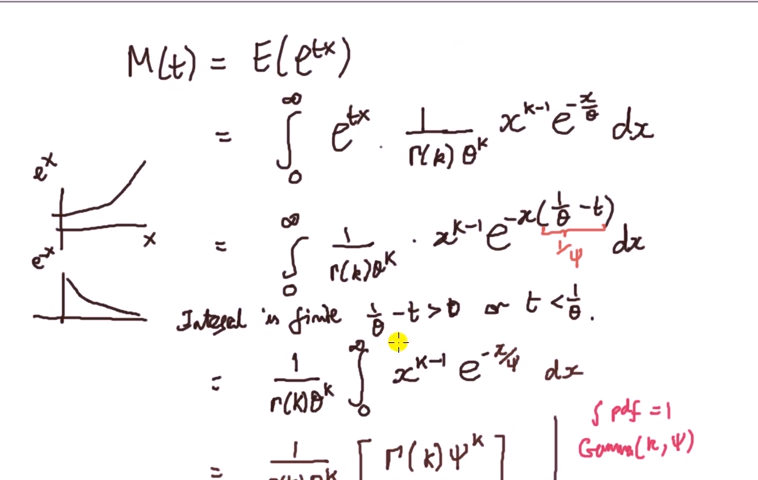 M(t) = E(e^{tx})
= ∫_0^∞ e^{tx} · 1/(Γ(k) θ^k) x^{k-1} e^{-x/θ} dx
e^x
x
= ∫_0^∞ 1/(Γ(k)θ^k) · x^{k-1} e^{-x(1/θ - t)} dx
1/ψ
e^{-x}
Integral is finite 1/θ - t > 0 or t < 1/θ.
= 1/(Γ(k)θ^k) ∫_0^∞ x^{k-1} e^{-x/ψ} dx
∫ pdf = 1
Gamma(k, ψ)
= 1/(Γ(k)θ^k) [Γ(k) ψ^k]